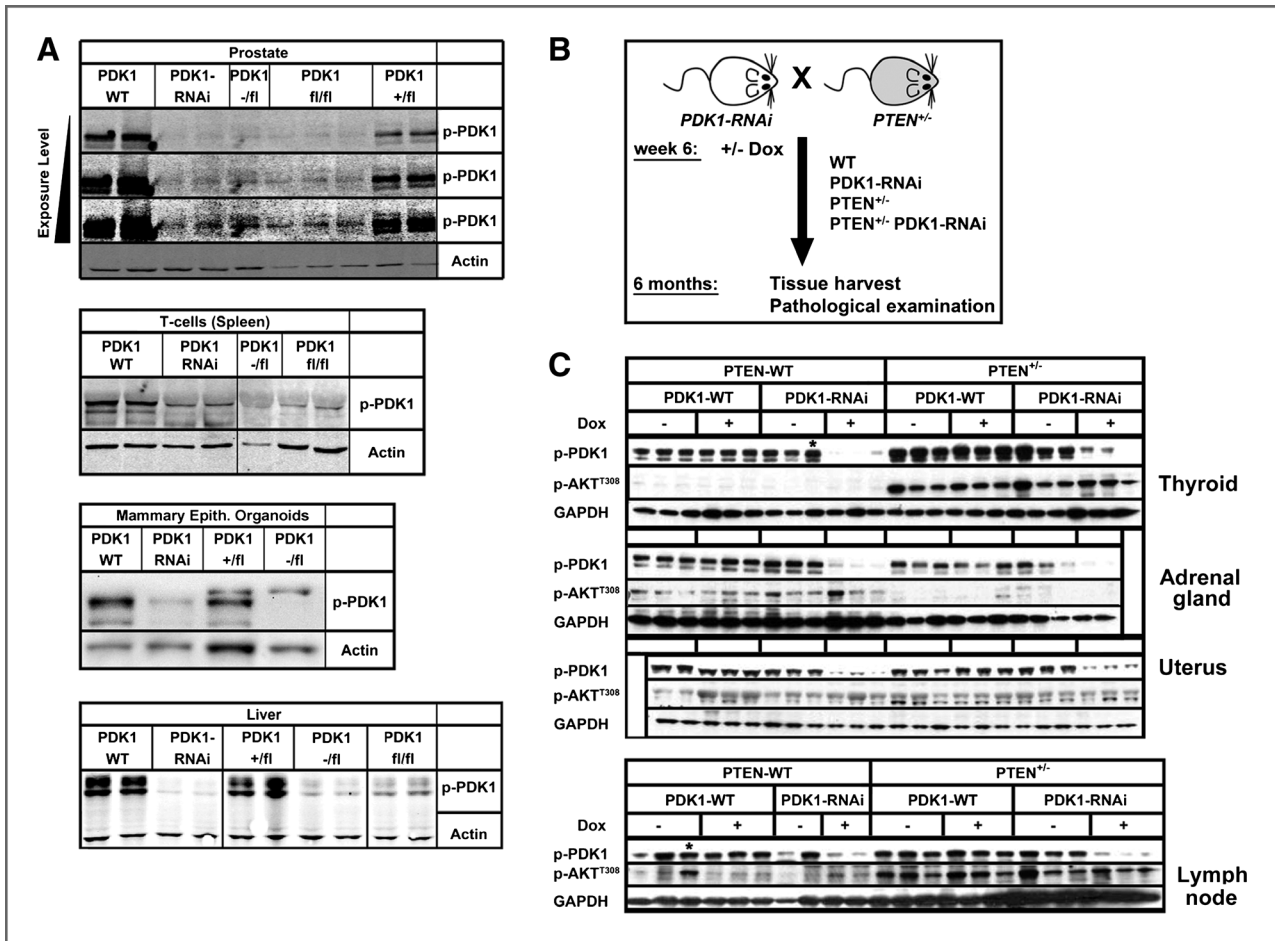 A
Prostate
PDK1 WT PDK1-RNAi PDK1 -/fl PDK1 fl/fl PDK1 +/fl
Exposure Level
p-PDK1
p-PDK1
p-PDK1
Actin
T-cells (Spleen)
PDK1 WT PDK1 RNAi PDK1 -/fl PDK1 fl/fl
p-PDK1
Actin
Mammary Epith. Organoids
PDK1 WT PDK1 RNAi PDK1 +/fl PDK1 -/fl
p-PDK1
Actin
Liver
PDK1 WT PDK1-RNAi PDK1 +/fl PDK1 -/fl PDK1 fl/fl
p-PDK1
Actin
B
X
PDK1-RNAi PTEN+/-
week 6: +/- Dox
WT
PDK1-RNAi
PTEN+/-
PTEN+/- PDK1-RNAi
6 months: Tissue harvest
Pathological examination
C
PTEN-WT PTEN+/-
PDK1-WT PDK1-RNAi PDK1-WT PDK1-RNAi
Dox - + - + - + - +
p-PDK1 *
p-AKTT308 Thyroid
GAPDH
p-PDK1
p-AKTT308 Adrenal gland
GAPDH
p-PDK1 Uterus
p-AKTT308
GAPDH
PTEN-WT PTEN+/-
PDK1-WT PDK1-RNAi PDK1-WT PDK1-RNAi
Dox - + - + - + - +
p-PDK1 *
p-AKTT308 Lymph node
GAPDH